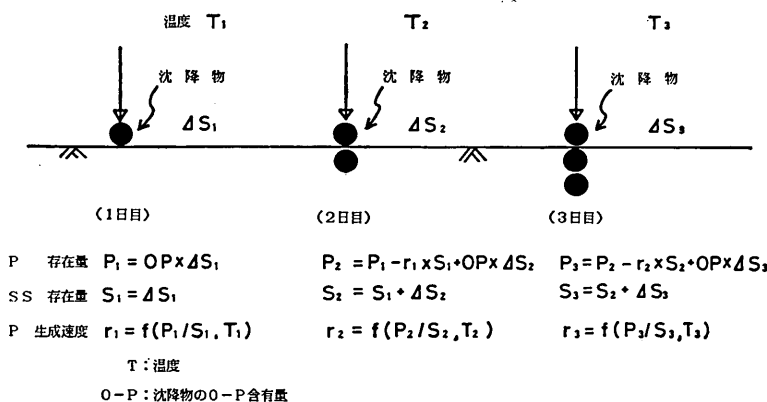 温度 T₁ T₂ T₃
沈降物 沈降物 沈降物
ΔS₁ ΔS₂ ΔS₃
(1日目) (2日目) (3日目)
P 存在量 P₁ = OP×ΔS₁ P₂ = P₁−r₁×S₁+OP×ΔS₂ P₃=P₂−r₂×S₂+OP×ΔS₃
SS 存在量 S₁ = ΔS₁ S₂ = S₁+ΔS₂ S₃=S₂+ΔS₃
P 生成速度 r₁ = f(P₁/S₁,T₁) r₂ = f(P₂/S₂,T₂) r₃ = f(P₃/S₃,T₃)
T:温度
O−P:沈降物のO−P含有量